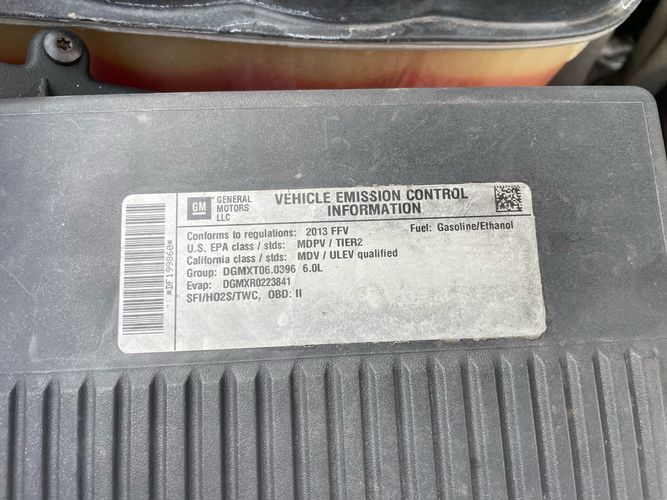 GM
GENERAL
MOTORS
LLC
VEHICLE EMISSION CONTROL
INFORMATION
Conforms to regulations: 2013 FFV Fuel: Gasoline/Ethanol
U.S. EPA class / stds: MDPV / TIER2
California class / stds: MDV / ULEV qualified
Group: DGMXT06.0396 6.0L
Evap: DGMXR0223841
SFI/HO2S/TWC, OBD: II
*DF199860*